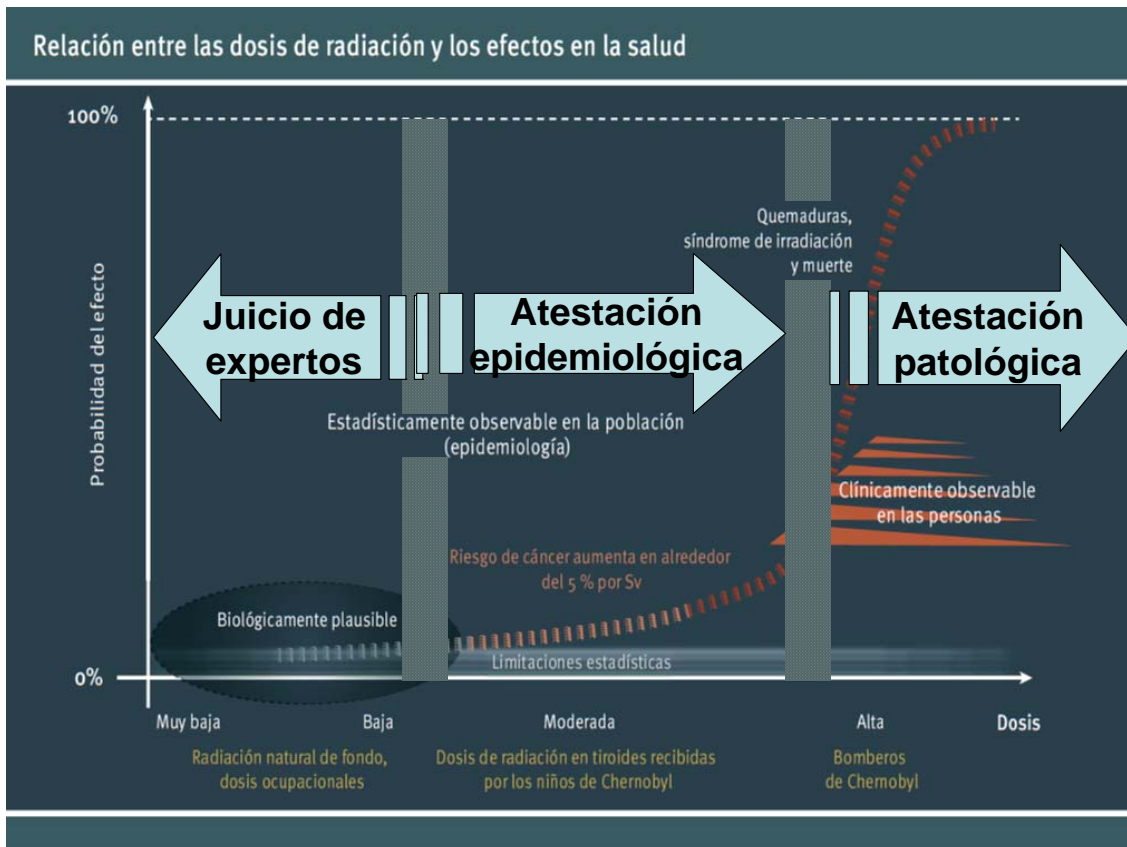 Relación entre las dosis de radiación y los efectos en la salud
100%
Probabilidad del efecto
0%
Quemaduras,
síndrome de irradiación
y muerte
Juicio de
expertos
Atestación
epidemiológica
Atestación
patológica
Estadísticamente observable en la población
(epidemiología)
Clínicamente observable
en las personas
Riesgo de cáncer aumenta en alrededor
del 5 % por Sv
Biológicamente plausible
Limitaciones estadísticas
Muy baja
Baja
Moderada
Alta
Dosis
Radiación natural de fondo,
dosis ocupacionales
Dosis de radiación en tiroides recibidas
por los niños de Chernobyl
Bomberos
de Chernobyl